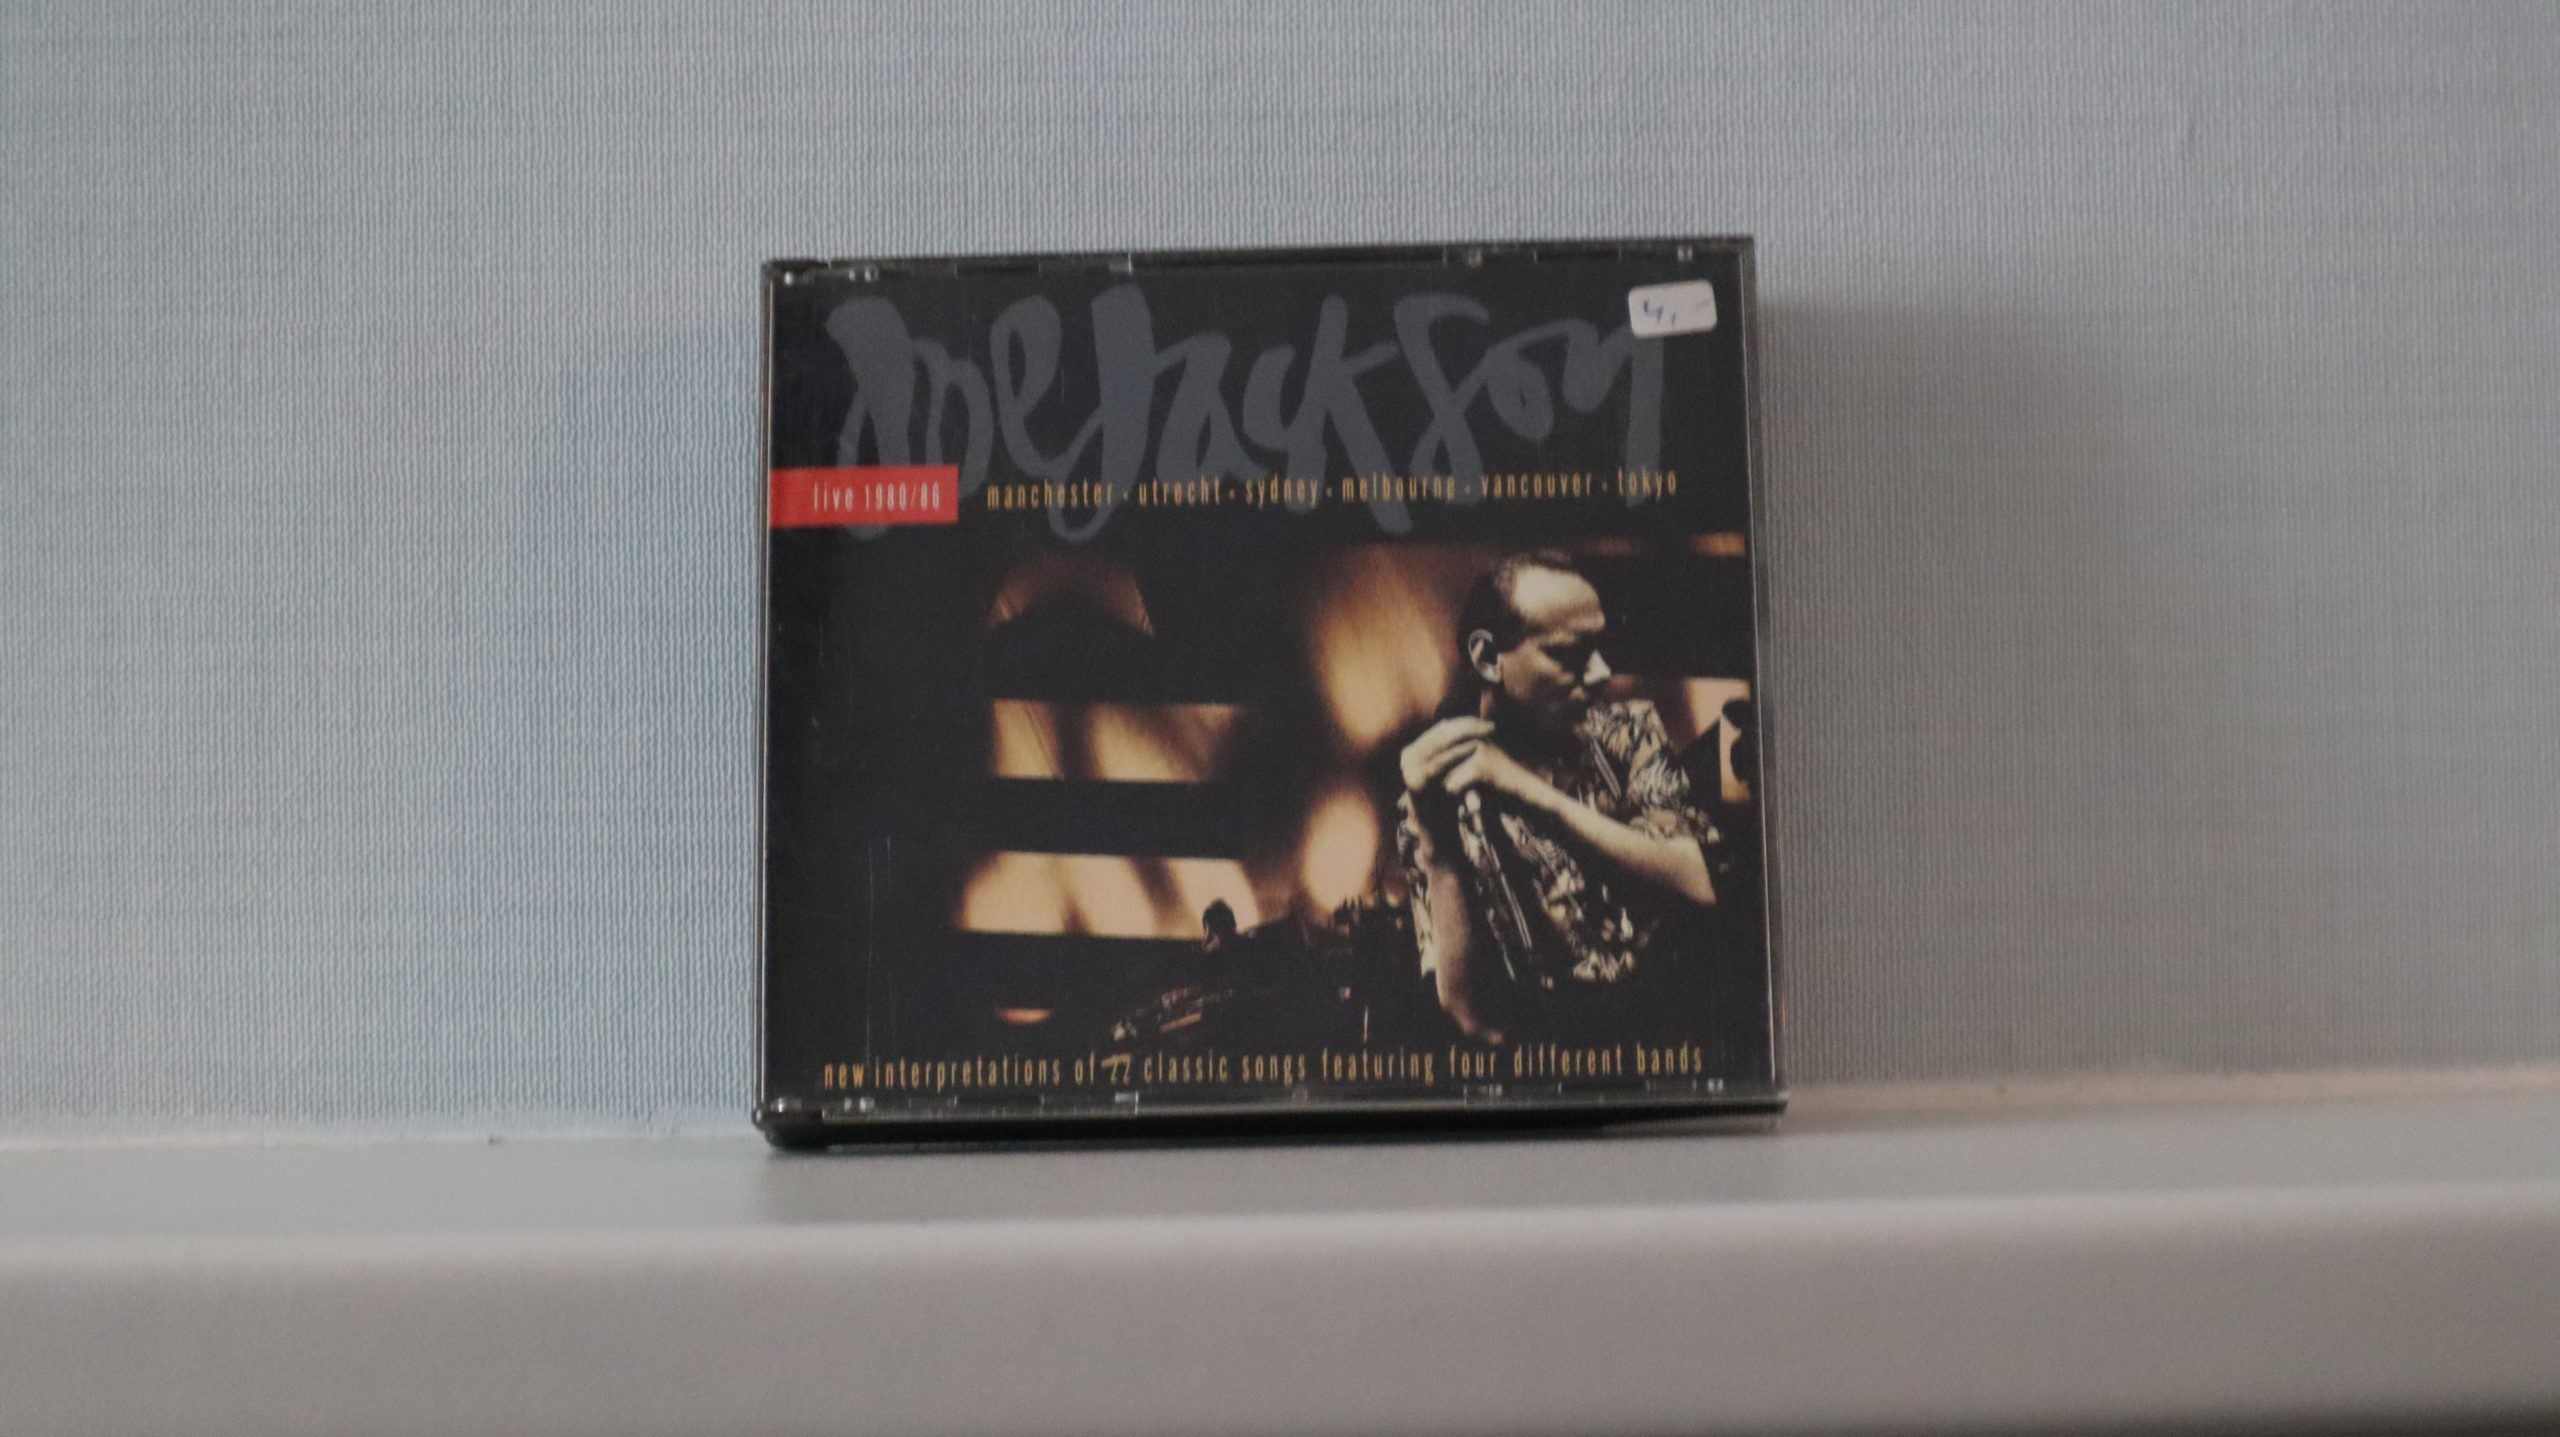 Joe Jackson
live 1980/86 manchester · utrecht · sydney · melbourne · vancouver · tokyo
new interpretations of 22 classic songs featuring four different bands